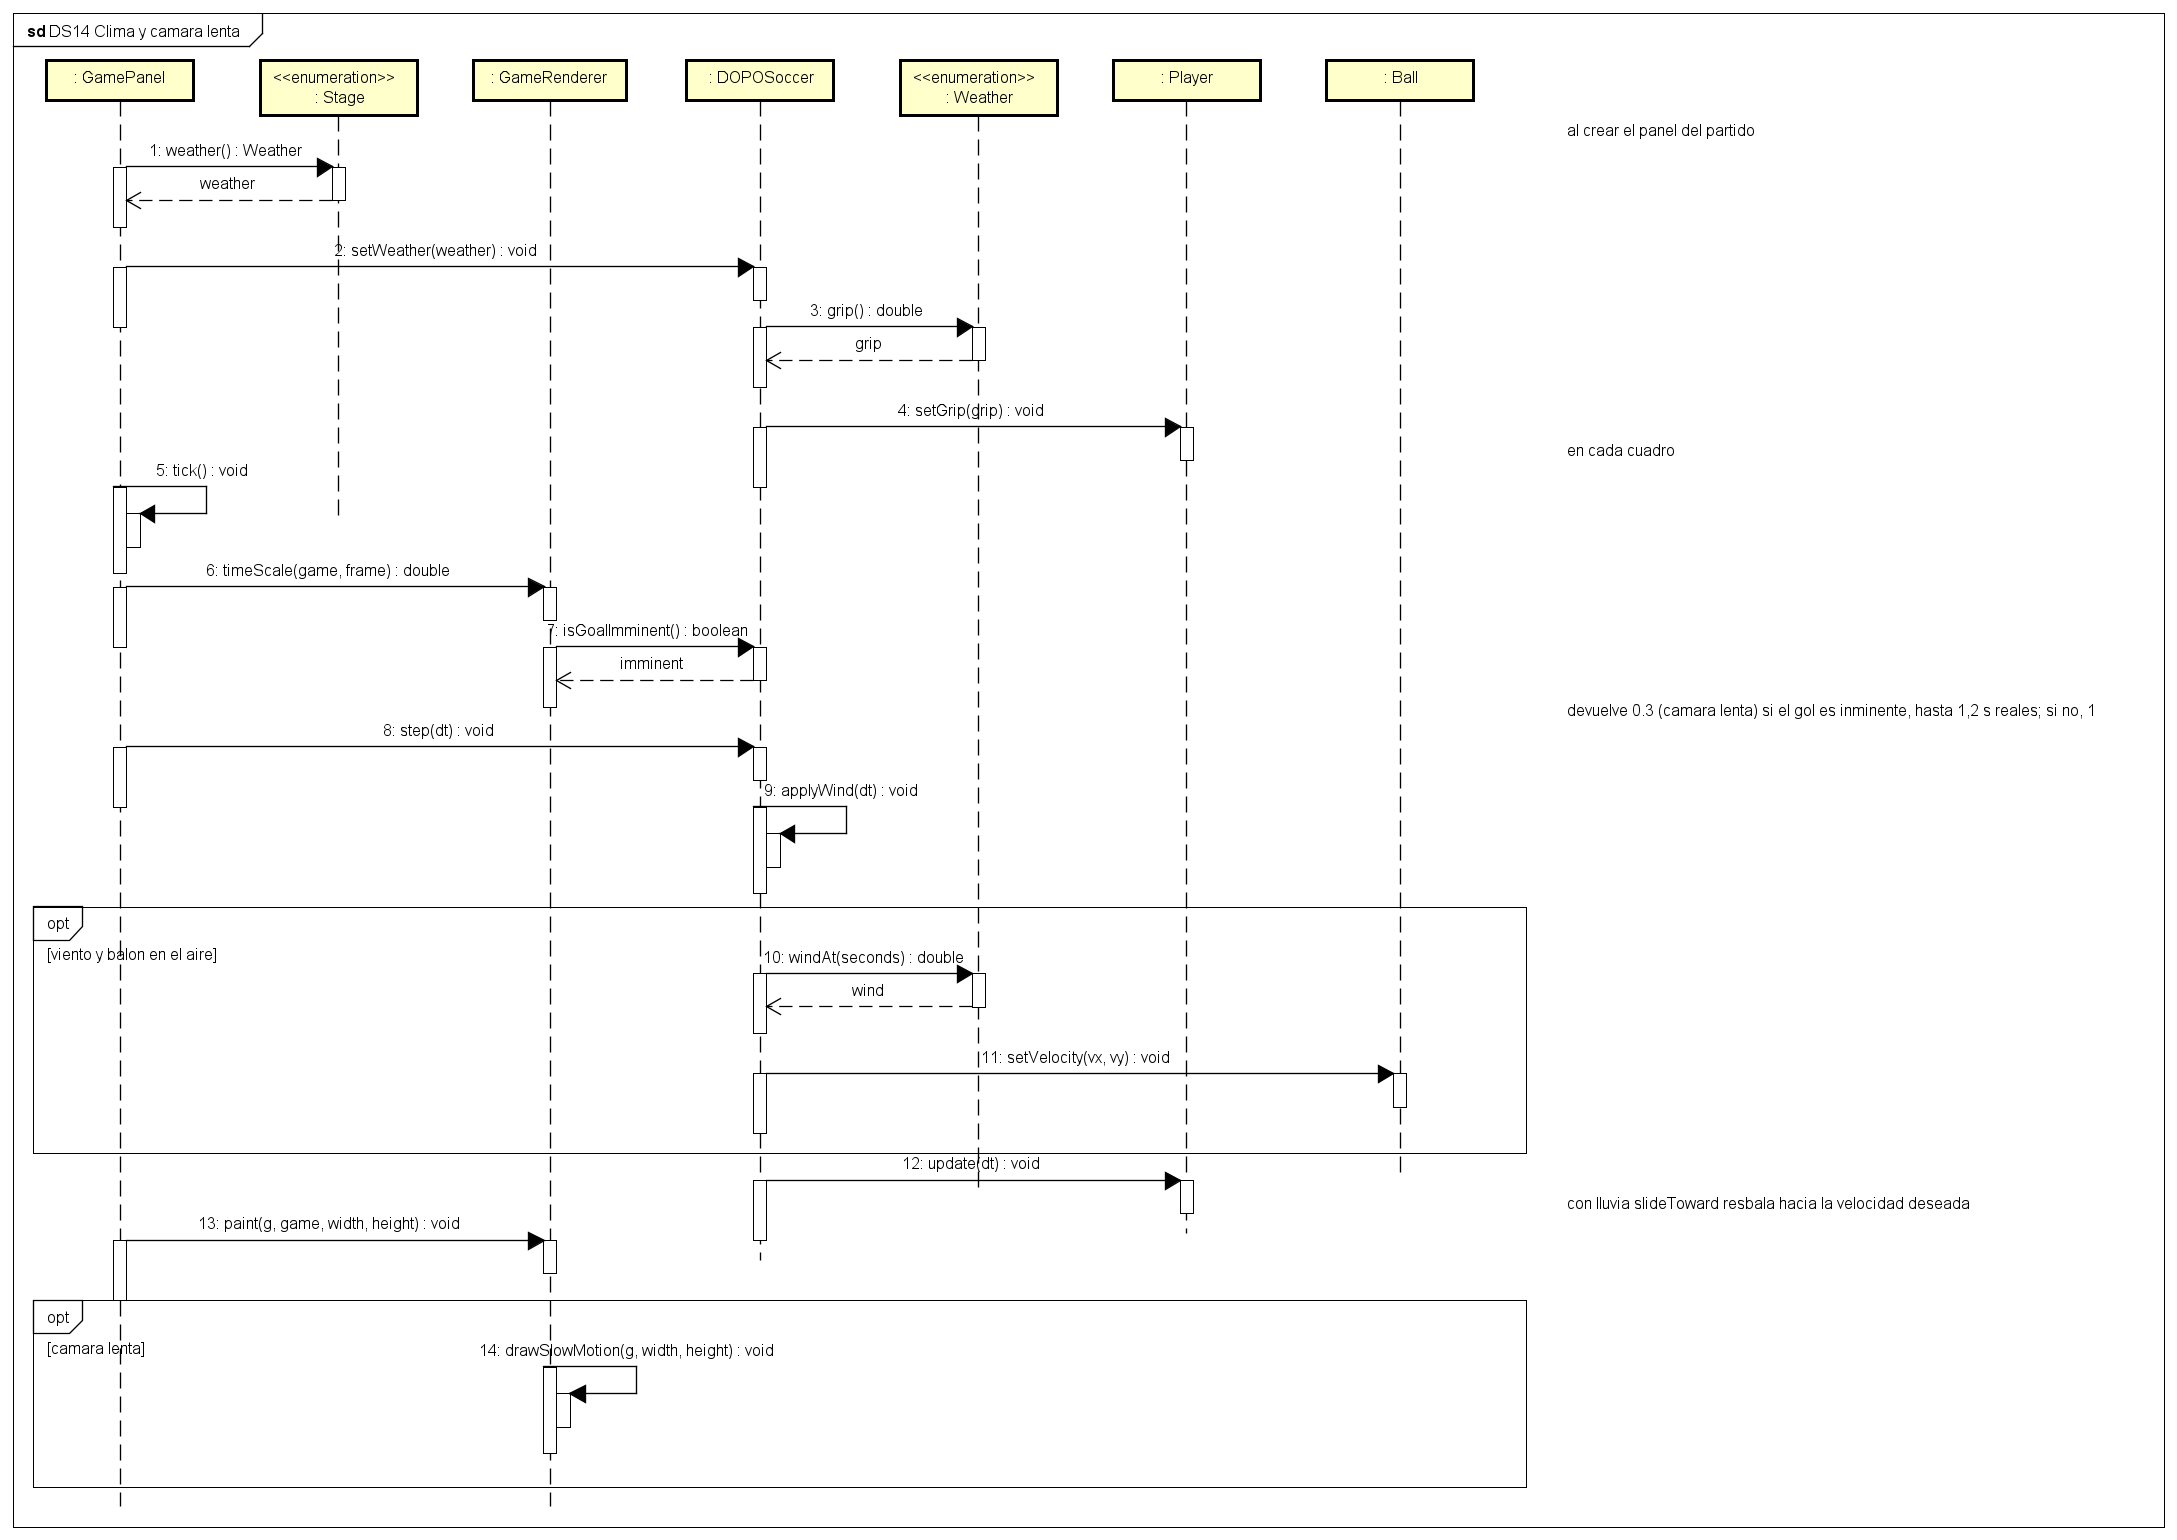 sd DS14 Clima y camara lenta
: GamePanel
<<enumeration>>
: Stage
: GameRenderer
: DOPOSoccer
<<enumeration>>
: Weather
: Player
: Ball
al crear el panel del partido
1: weather() : Weather
weather
2: setWeather(weather) : void
3: grip() : double
grip
4: setGrip(grip) : void
en cada cuadro
5: tick() : void
6: timeScale(game, frame) : double
7: isGoalImminent() : boolean
imminent
devuelve 0.3 (camara lenta) si el gol es inminente, hasta 1,2 s reales; si no, 1
8: step(dt) : void
9: applyWind(dt) : void
opt
[viento y balon en el aire]
10: windAt(seconds) : double
wind
11: setVelocity(vx, vy) : void
12: update(dt) : void
con lluvia slideToward resbala hacia la velocidad deseada
13: paint(g, game, width, height) : void
opt
[camara lenta]
14: drawSlowMotion(g, width, height) : void